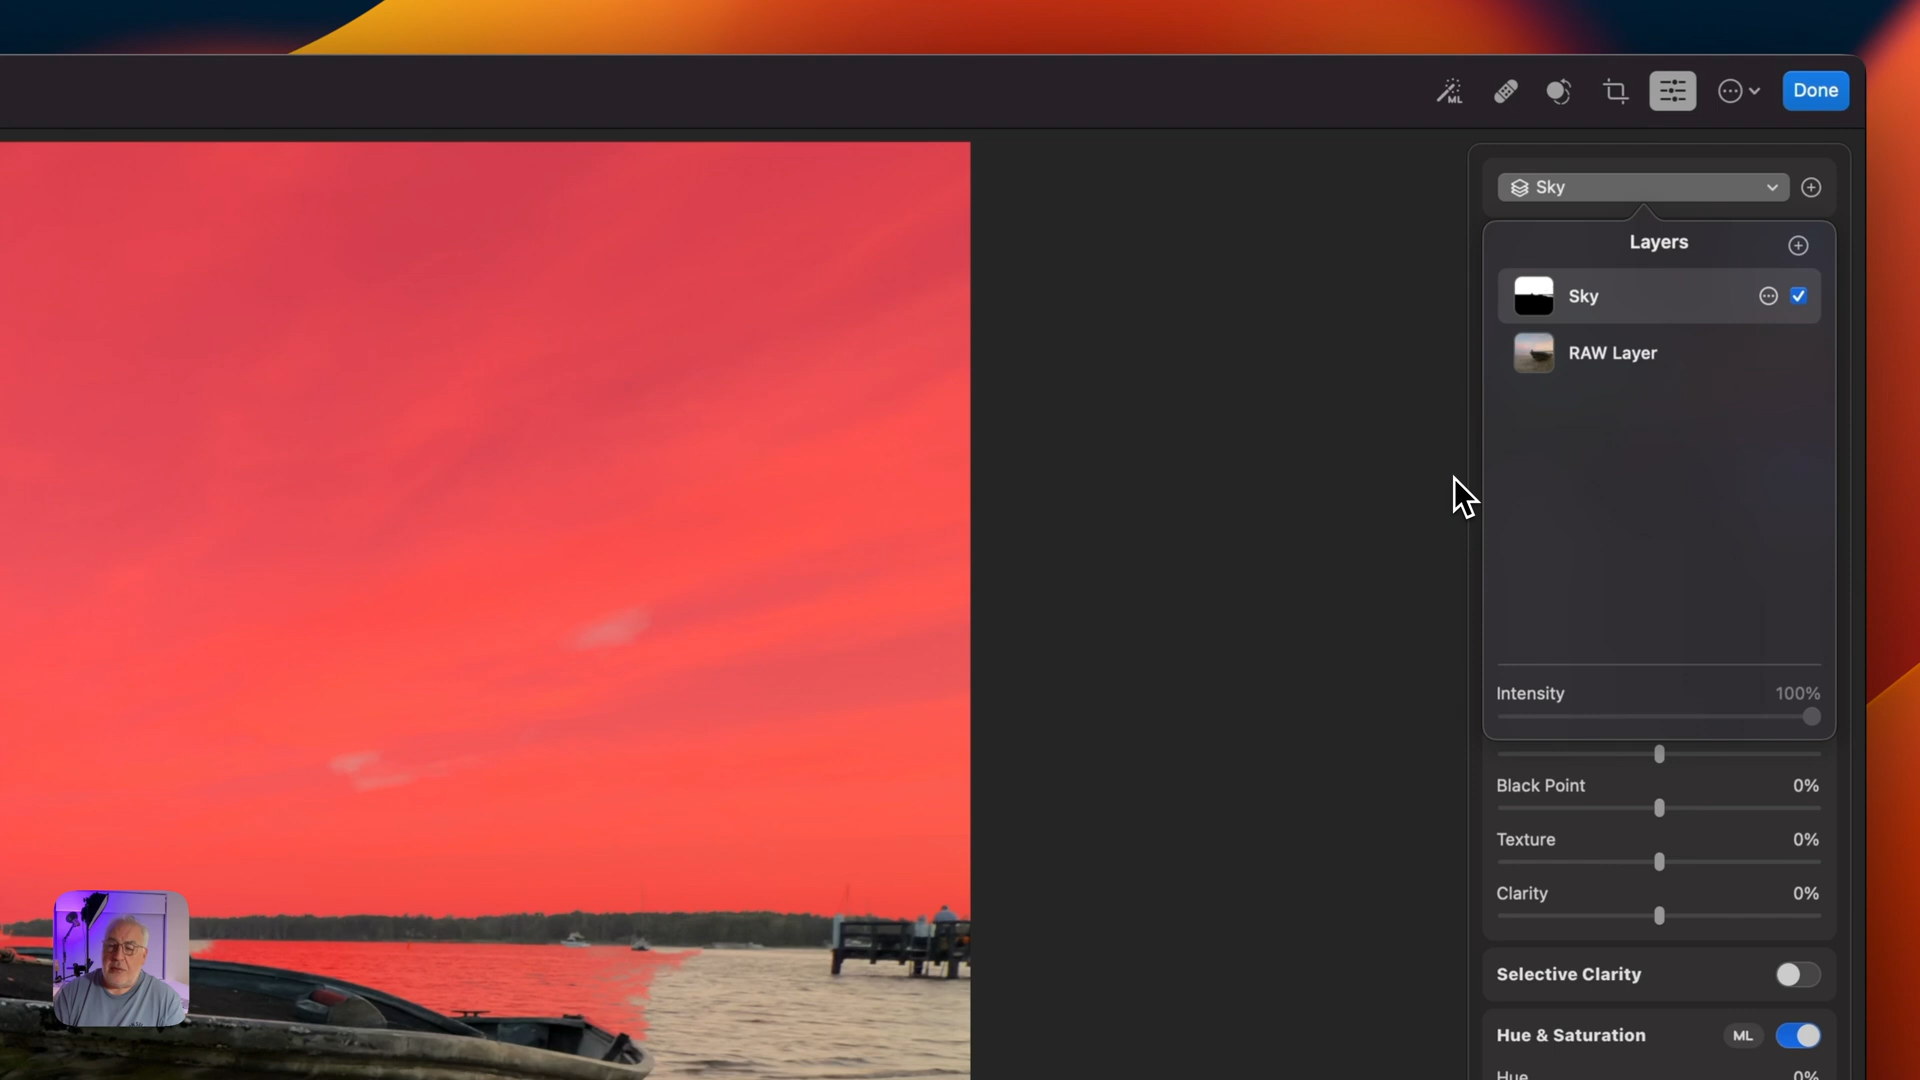 ML
Done
Sky
Layers
Sky
RAW Layer
Intensity 100%
Black Point 0%
Texture 0%
Clarity 0%
Selective Clarity
Hue & Saturation ML
Hue 0%